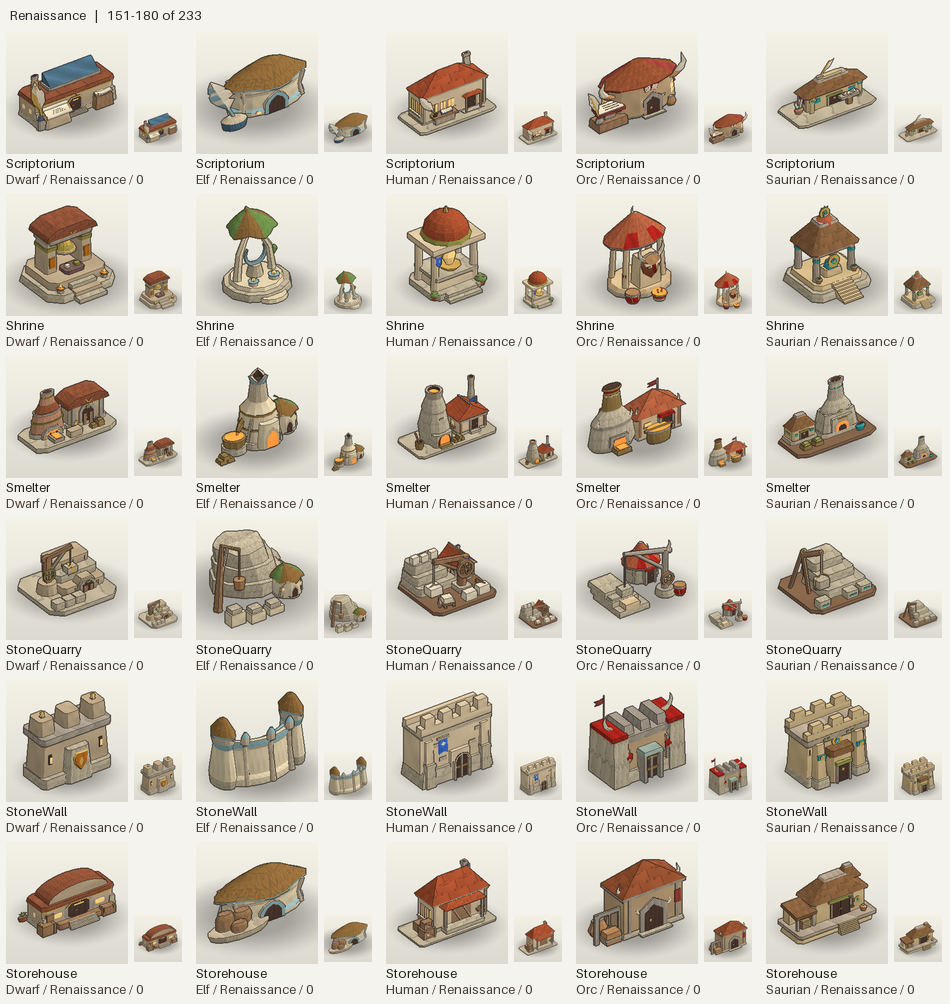 Renaissance | 151-180 of 233
Scriptorium
Dwarf / Renaissance / 0
Scriptorium
Elf / Renaissance / 0
Scriptorium
Human / Renaissance / 0
Scriptorium
Orc / Renaissance / 0
Scriptorium
Saurian / Renaissance / 0
Shrine
Dwarf / Renaissance / 0
Shrine
Elf / Renaissance / 0
Shrine
Human / Renaissance / 0
Shrine
Orc / Renaissance / 0
Shrine
Saurian / Renaissance / 0
Smelter
Dwarf / Renaissance / 0
Smelter
Elf / Renaissance / 0
Smelter
Human / Renaissance / 0
Smelter
Orc / Renaissance / 0
Smelter
Saurian / Renaissance / 0
StoneQuarry
Dwarf / Renaissance / 0
StoneQuarry
Elf / Renaissance / 0
StoneQuarry
Human / Renaissance / 0
StoneQuarry
Orc / Renaissance / 0
StoneQuarry
Saurian / Renaissance / 0
StoneWall
Dwarf / Renaissance / 0
StoneWall
Elf / Renaissance / 0
StoneWall
Human / Renaissance / 0
StoneWall
Orc / Renaissance / 0
StoneWall
Saurian / Renaissance / 0
Storehouse
Dwarf / Renaissance / 0
Storehouse
Elf / Renaissance / 0
Storehouse
Human / Renaissance / 0
Storehouse
Orc / Renaissance / 0
Storehouse
Saurian / Renaissance / 0